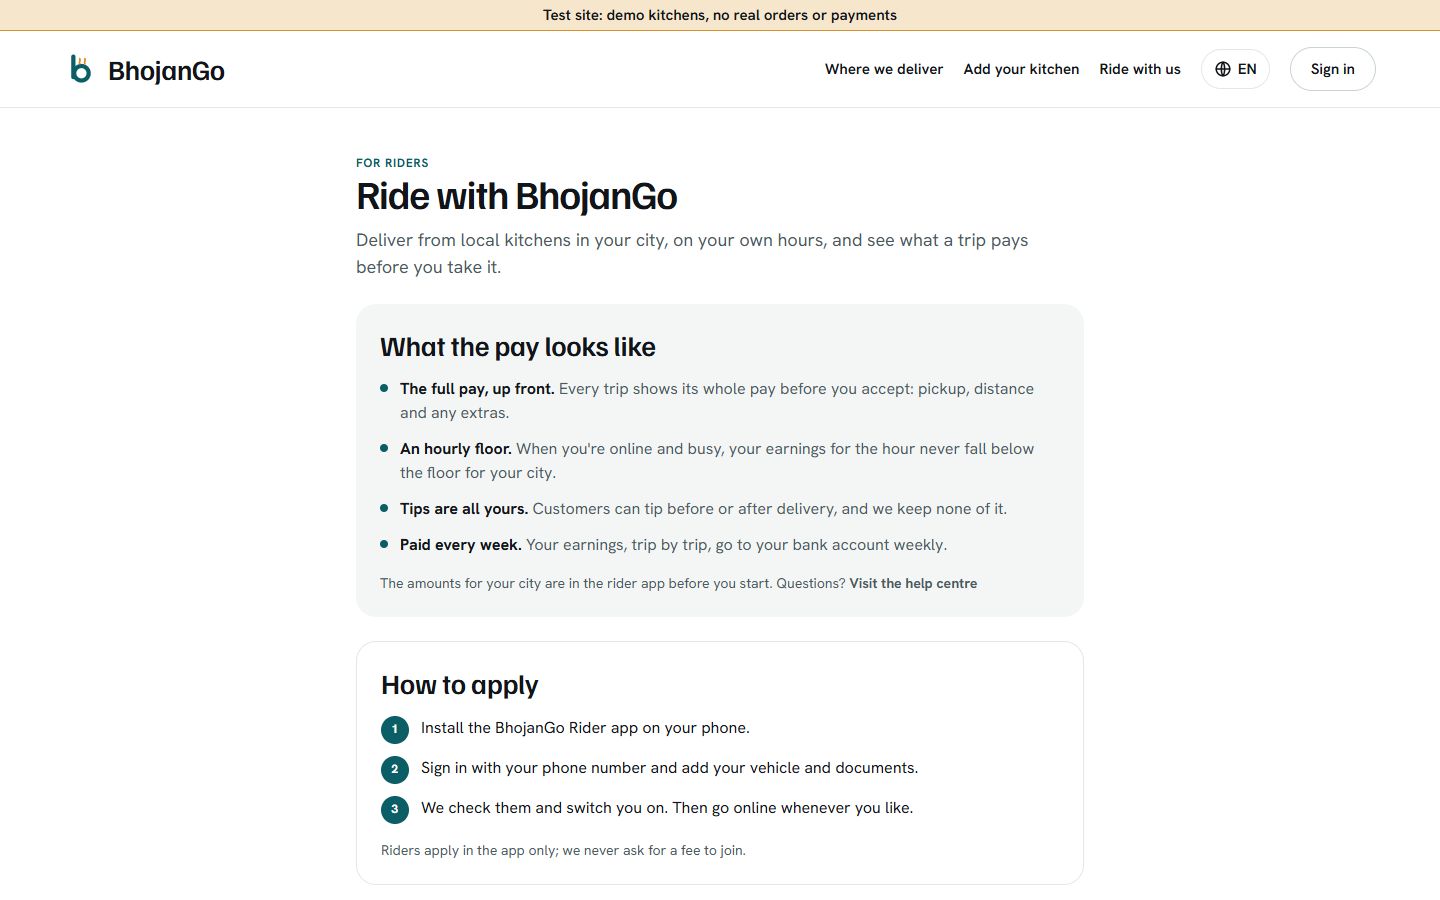 Test site: demo kitchens, no real orders or payments
BhojanGo
Where we deliver
Add your kitchen
Ride with us
EN
Sign in
FOR RIDERS
Ride with BhojanGo
Deliver from local kitchens in your city, on your own hours, and see what a trip pays
before you take it.
What the pay looks like
The full pay, up front. Every trip shows its whole pay before you accept: pickup, distance
and any extras.
An hourly floor. When you're online and busy, your earnings for the hour never fall below
the floor for your city.
Tips are all yours. Customers can tip before or after delivery, and we keep none of it.
Paid every week. Your earnings, trip by trip, go to your bank account weekly.
The amounts for your city are in the rider app before you start. Questions? Visit the help centre
How to apply
1 Install the BhojanGo Rider app on your phone.
2 Sign in with your phone number and add your vehicle and documents.
3 We check them and switch you on. Then go online whenever you like.
Riders apply in the app only; we never ask for a fee to join.